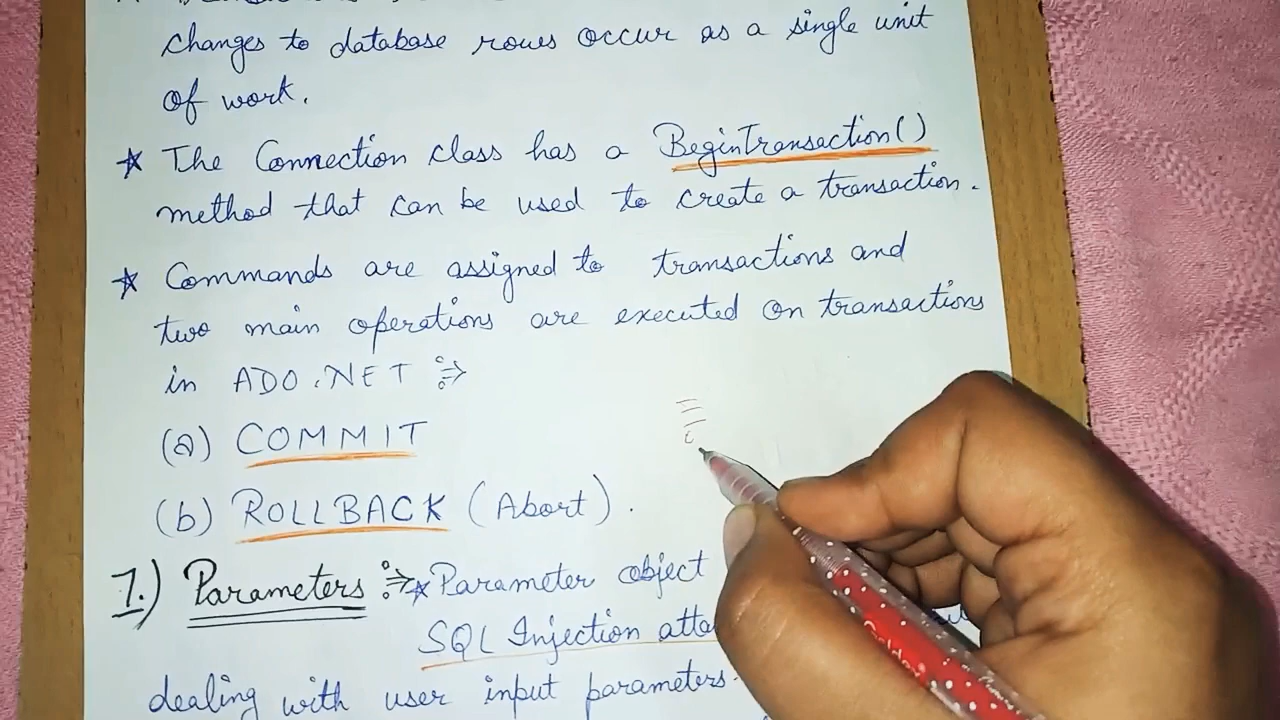 changes to database rows occur as a single unit
of work.
☆ The Connection class has a BeginTransaction()
method that can be used to create a transaction.
☆ Commands are assigned to transactions and
two main operations are executed on transactions
in ADO.NET :⇒
(a) COMMIT
(b) ROLLBACK (Abort).
7.) Parameters :⇒ ☆ Parameter object
SQL Injection
dealing with user input parameters.